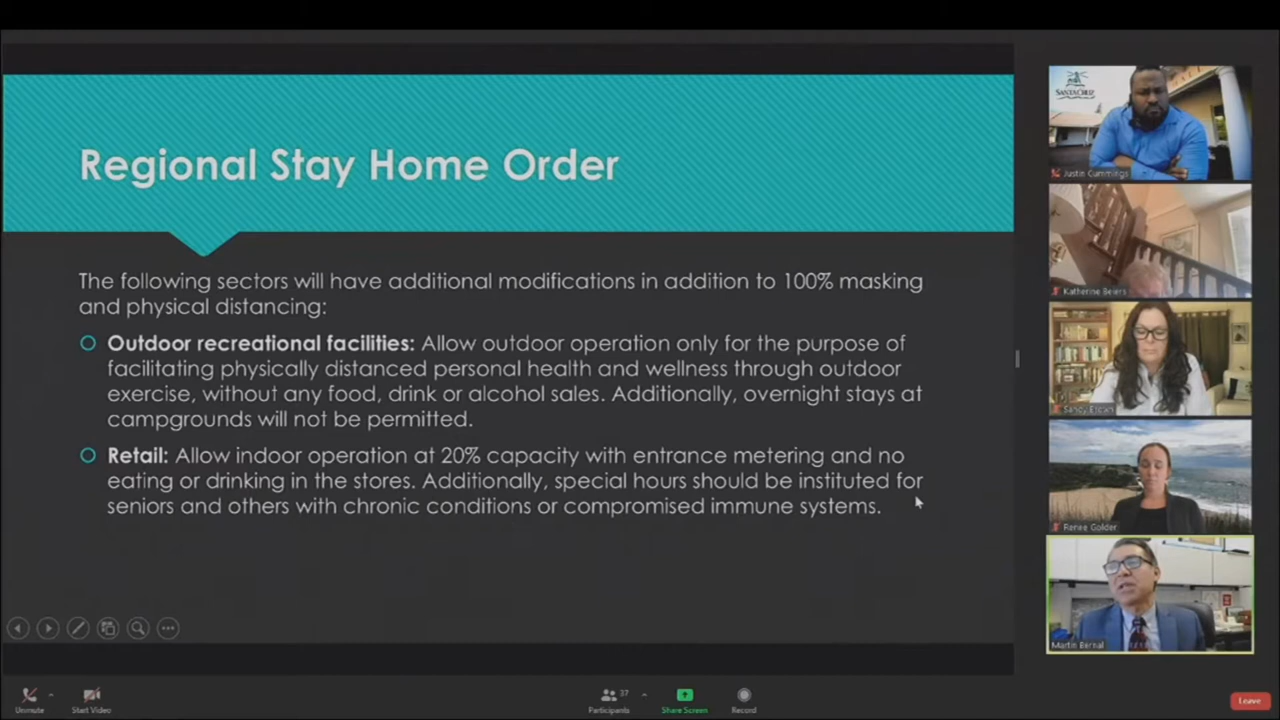 Regional Stay Home Order
The following sectors will have additional modifications in addition to 100% masking
and physical distancing:
Outdoor recreational facilities: Allow outdoor operation only for the purpose of
facilitating physically distanced personal health and wellness through outdoor
exercise, without any food, drink or alcohol sales. Additionally, overnight stays at
campgrounds will not be permitted.
Retail: Allow indoor operation at 20% capacity with entrance metering and no
eating or drinking in the stores. Additionally, special hours should be instituted for
seniors and others with chronic conditions or compromised immune systems.
SANTA CRUZ
Justin Cummings
Katherine Beiers
Sandy Brown
Renee Golder
Martin Bernal
Unmute
Start Video
37
Participants
Share Screen
Record
Leave